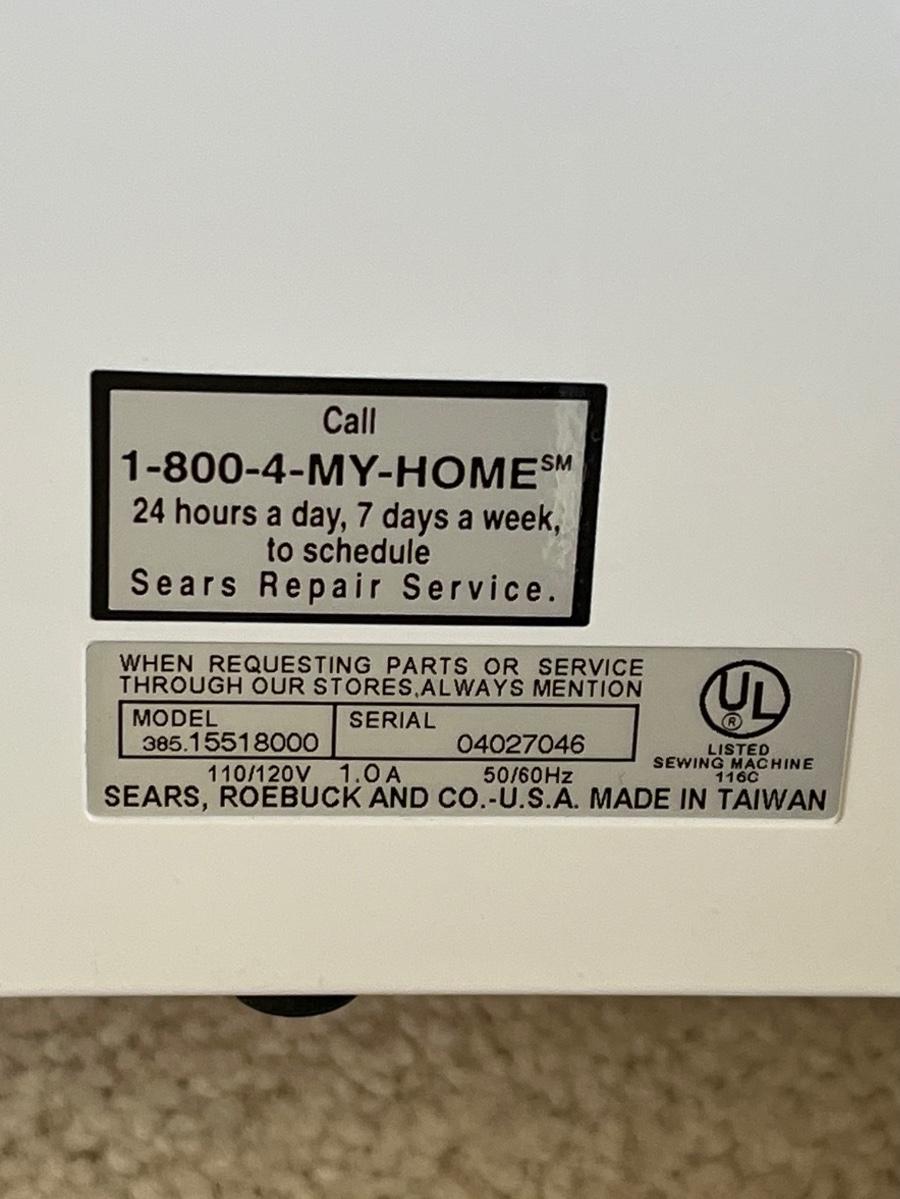 Call
1-800-4-MY-HOME℠
24 hours a day, 7 days a week,
to schedule
Sears Repair Service.
WHEN REQUESTING PARTS OR SERVICE
THROUGH OUR STORES,ALWAYS MENTION
MODEL
385.15518000
SERIAL
04027046
110/120V 1.0A 50/60Hz
UL
®
LISTED
SEWING MACHINE
116C
SEARS, ROEBUCK AND CO.-U.S.A. MADE IN TAIWAN